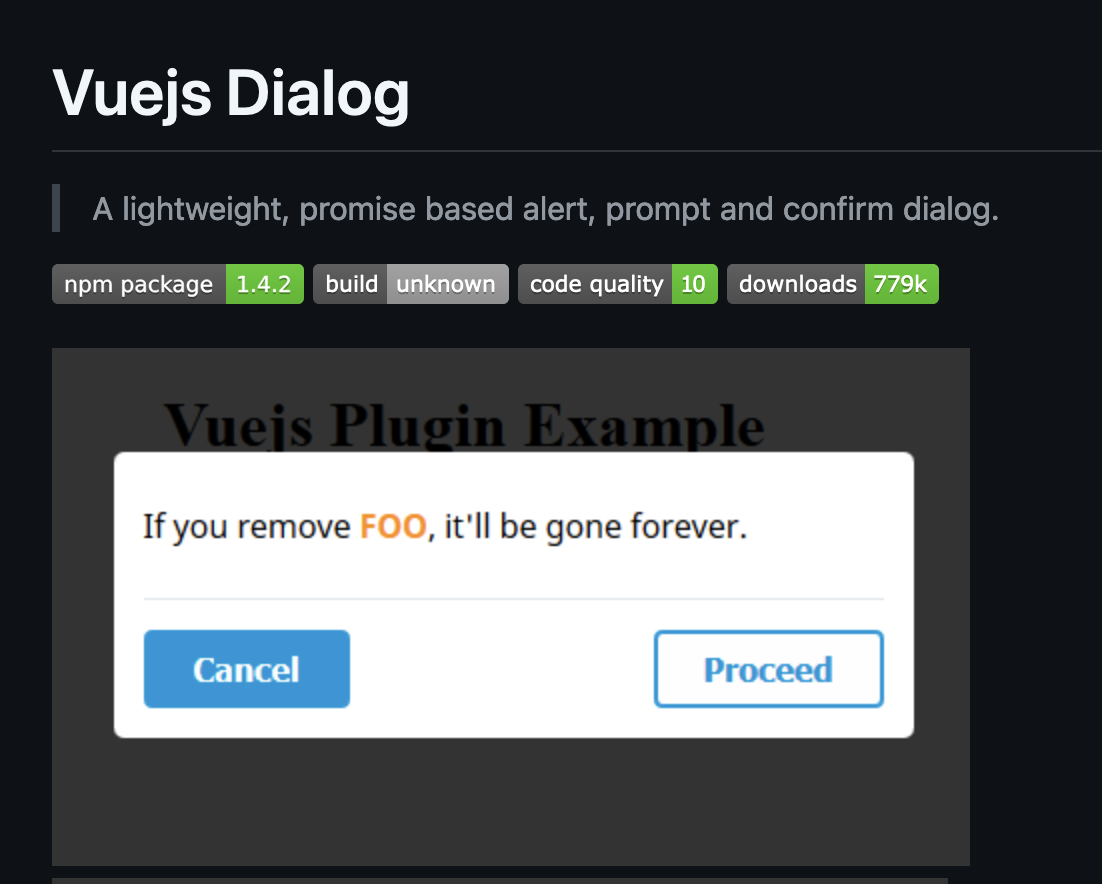 Vuejs Dialog
A lightweight, promise based alert, prompt and confirm dialog.
npm package 1.4.2 build unknown code quality 10 downloads 779k
Vuejs Plugin Example
If you remove FOO, it'll be gone forever.
Cancel Proceed